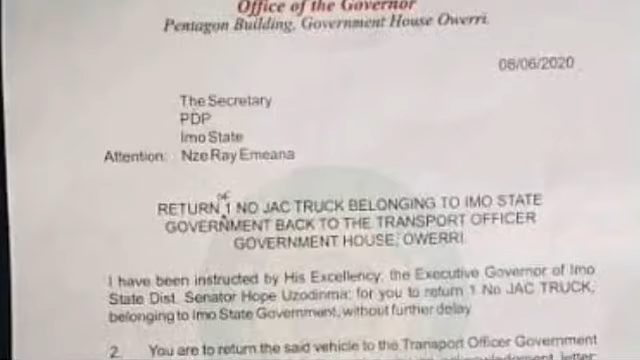 Office of the Governor
Pentagon Building, Government House Owerri.
08/06/2020
The Secretary
PDP
Imo State
Attention: Nze Ray Emeana
of
RETURN 1 NO JAC TRUCK BELONGING TO IMO STATE
GOVERNMENT BACK TO THE TRANSPORT OFFICER
GOVERNMENT HOUSE, OWERRI.
I have been instructed by His Excellency, the Executive Governor of Imo
State Dist. Senator Hope Uzodinma; for you to return 1 No JAC TRUCK,
belonging to Imo State Government, without further delay
2. You are to return the said vehicle to the Transport Officer Government
letter